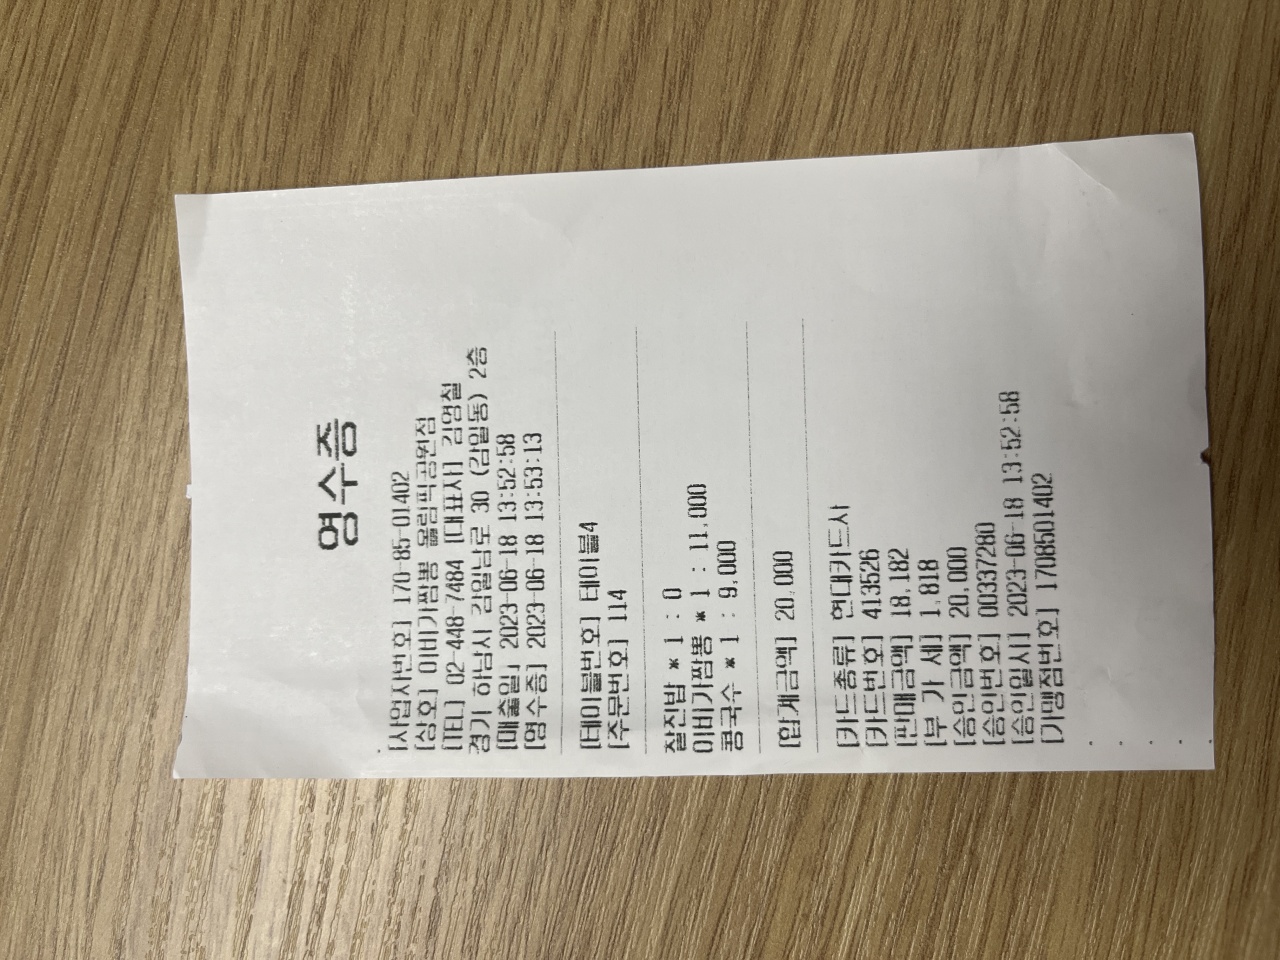 영수증
[사업자번호] 170-85-01402
[상호] 이비가짬뽕 올림픽공원점
[TEL] 02-448-7484 [대표자] 김영철
경기 하남시 감일남로 30 (감일동) 2층
[매출일] 2023-06-18 13:52:58
[영수증] 2023-06-18 13:53:13
[테이블번호] 테이블4
[주문번호] 114
찰진밥 * 1 : 0
이비가짬뽕 * 1 : 11,000
콩국수 * 1 : 9,000
[합계금액] 20,000
[카드종류] 현대카드사
[카드번호] 413526
[판매금액] 18,182
[부 가 세] 1,818
[승인금액] 20,000
[승인번호] 00337280
[승인일시] 2023-06-18 13:52:58
[가맹점번호] 1708501402